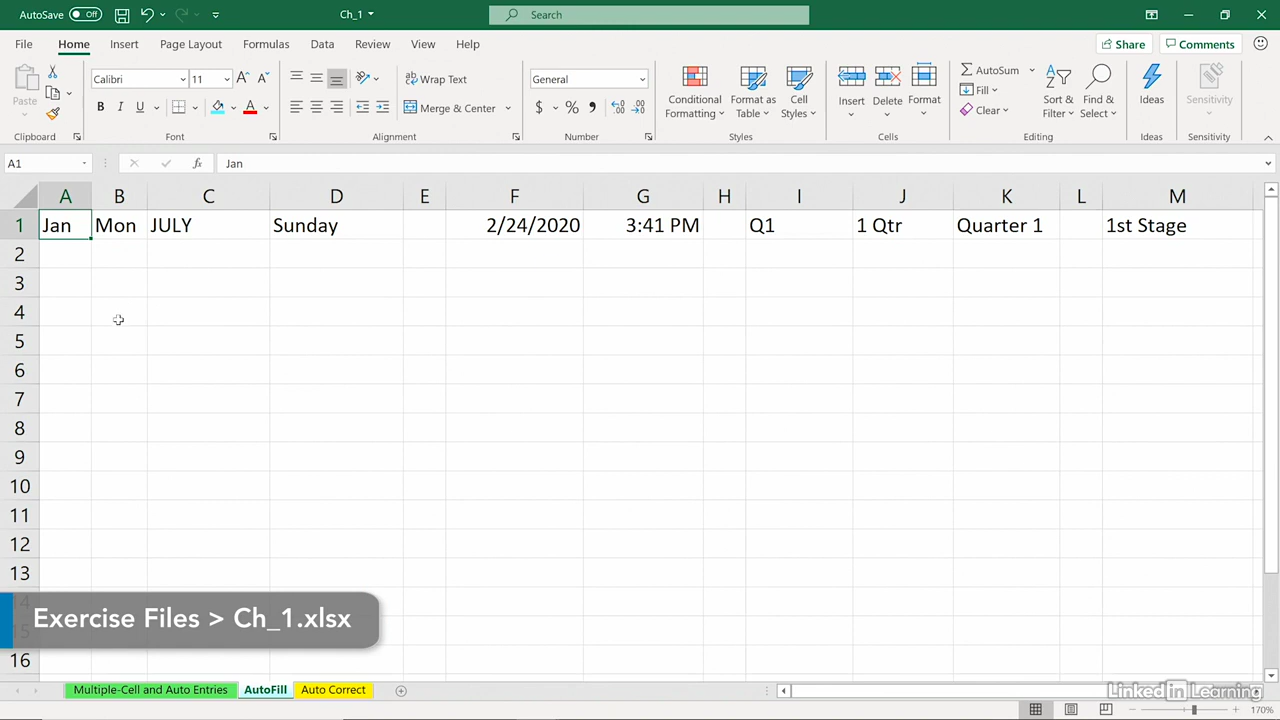 AutoSave Off Ch_1 Search
File Home Insert Page Layout Formulas Data Review View Help Share Comments
Paste Calibri 11 Wrap Text General Conditional Formatting Format as Table Cell Styles Insert Delete Format AutoSum Sort & Filter Find & Select Ideas Sensitivity
B I U A Merge & Center $ % , Fill Clear
Clipboard Font Alignment Number Styles Cells Editing Ideas Sensitivity
A1 fx Jan
A B C D E F G H I J K L M
1 Jan Mon JULY Sunday 2/24/2020 3:41 PM Q1 1 Qtr Quarter 1 1st Stage
2
3
4
5
6
7
8
9
10
11
12
13
Exercise Files > Ch_1.xlsx
16
Multiple-Cell and Auto Entries AutoFill Auto Correct
Linked in Learning
170%